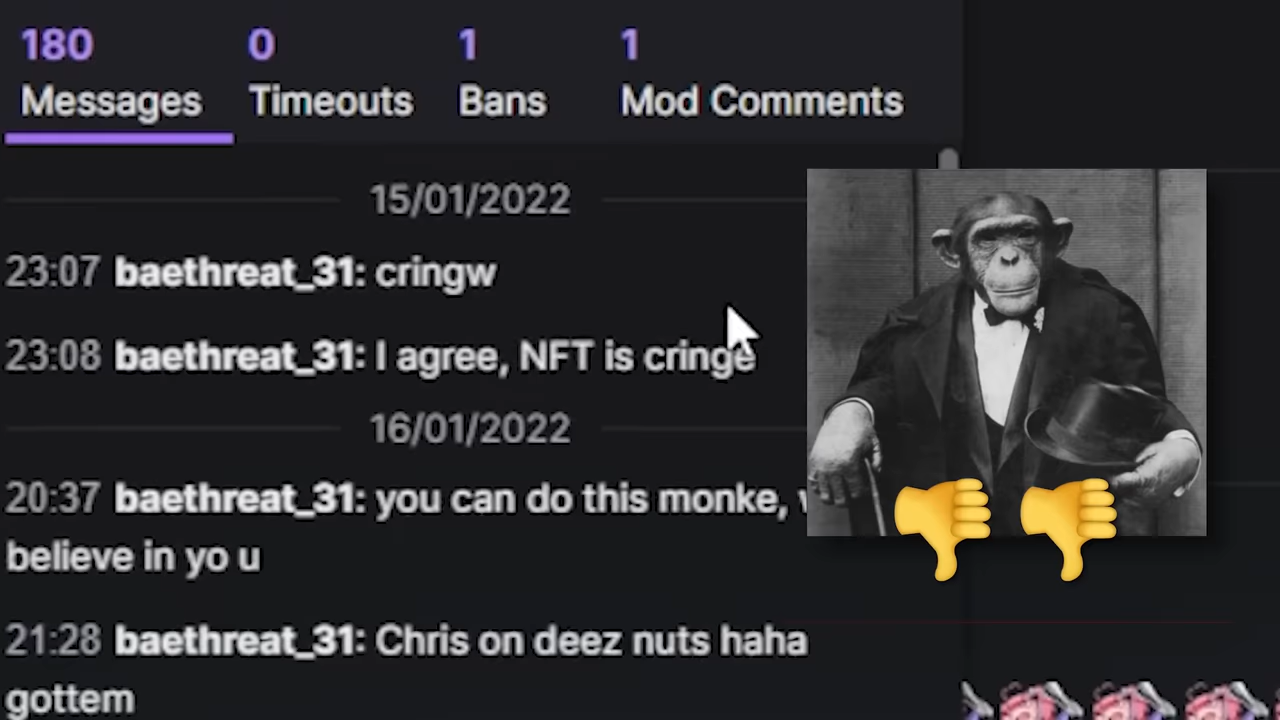 180 0 1 1
Messages Timeouts Bans Mod Comments
15/01/2022
23:07 baethreat_31: cringw
23:08 baethreat_31: I agree, NFT is cringe
16/01/2022
20:37 baethreat_31: you can do this monke,
believe in yo u
21:28 baethreat_31: Chris on deez nuts haha
gottem